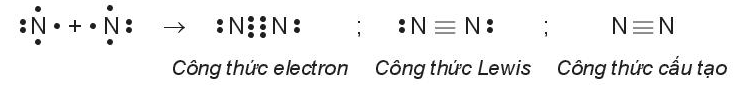 :Ṇ̇· + ·Ṇ̇: → :N⋮⋮N: ; :N≡N: ; N≡N
Công thức electron Công thức Lewis Công thức cấu tạo